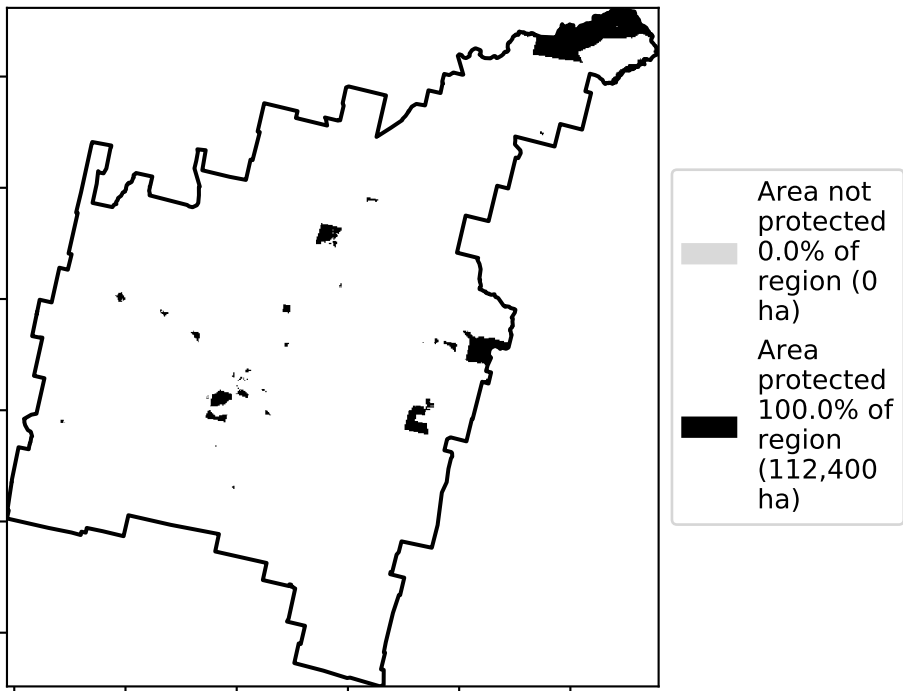 Area not
protected
0.0% of
region (0
ha)
Area
protected
100.0% of
region
(112,400
ha)